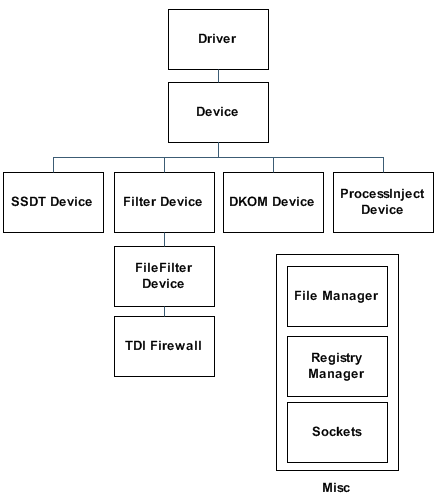 Driver
Device
SSDT Device
Filter Device
DKOM Device
ProcessInject
Device
FileFilter
Device
TDI Firewall
File Manager
Registry
Manager
Sockets
Misc